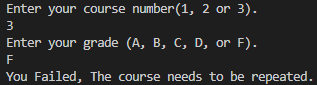 Enter your course number(1, 2 or 3).
3
Enter your grade (A, B, C, D, or F).
F
You Failed, The course needs to be repeated.